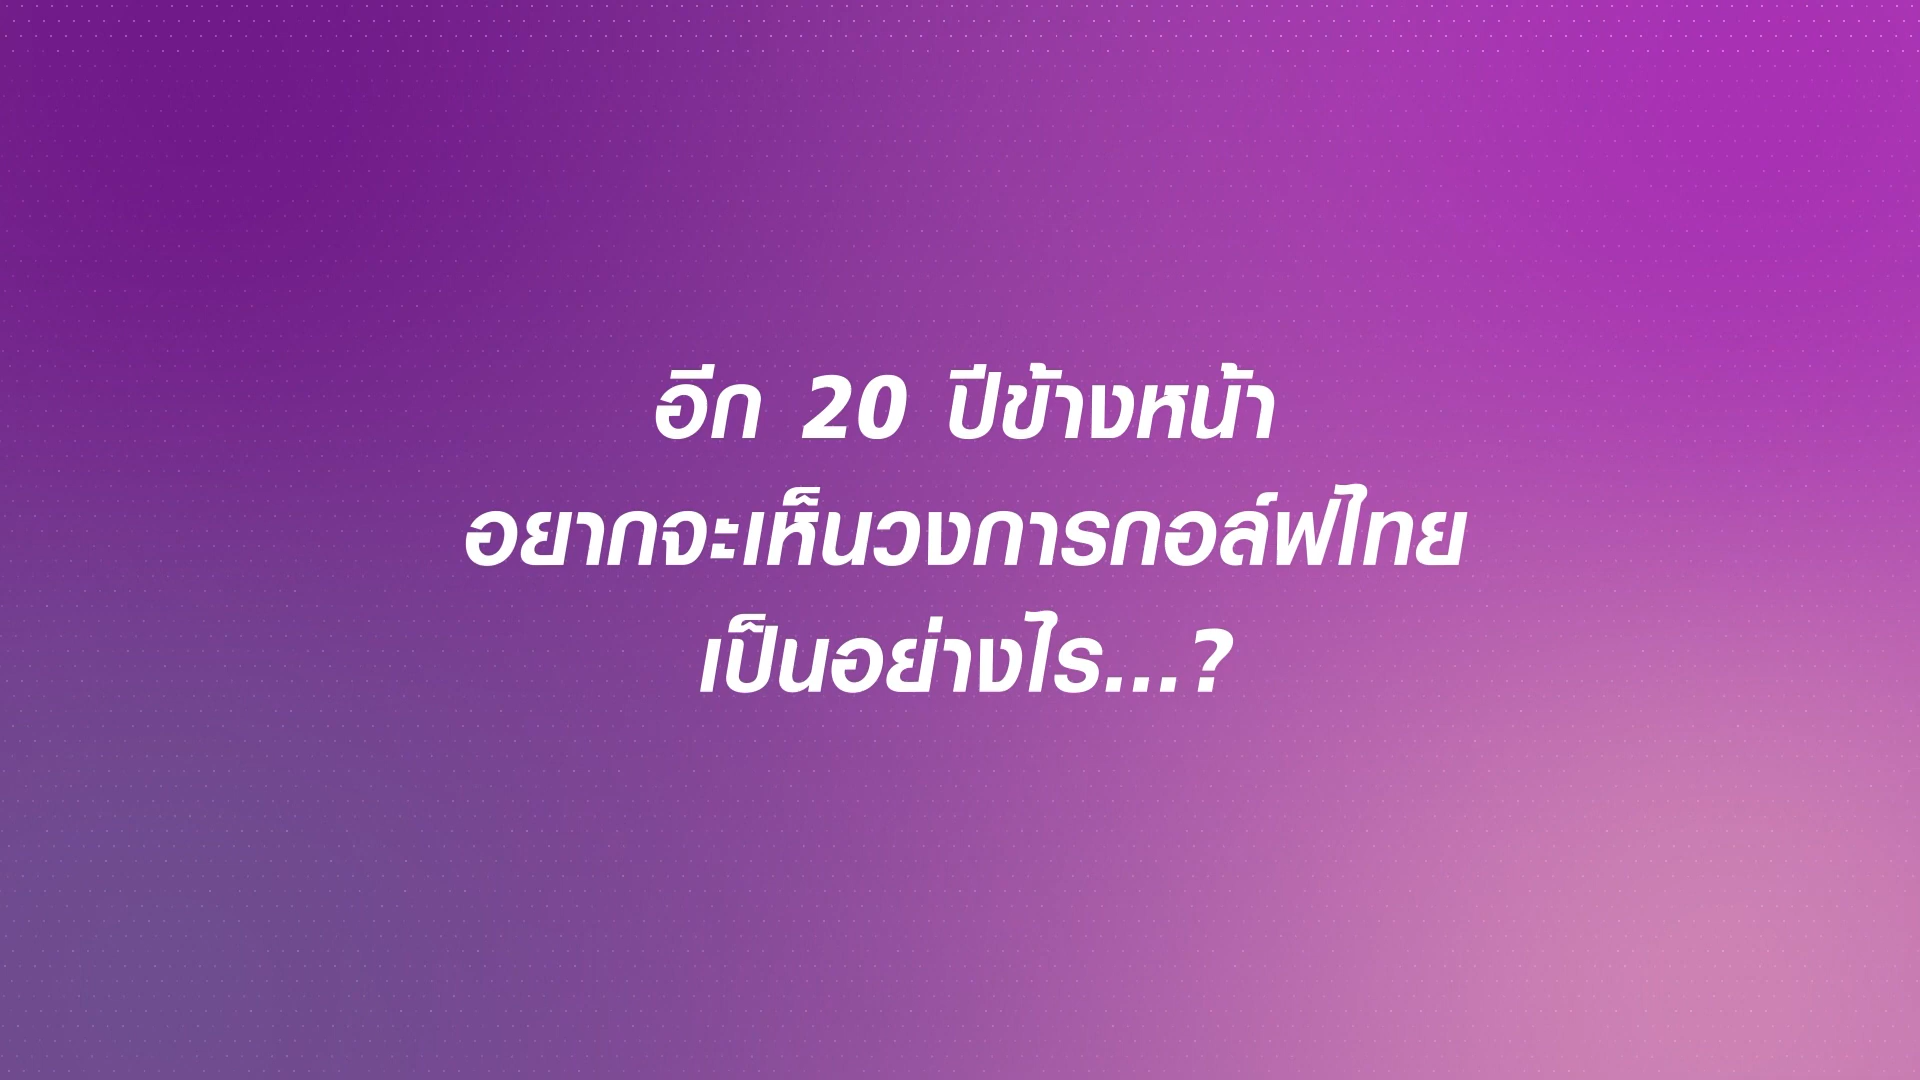 อีก 20 ปีข้างหน้า
อยากจะเห็นวงการกอล์ฟไทย
เป็นอย่างไร...?